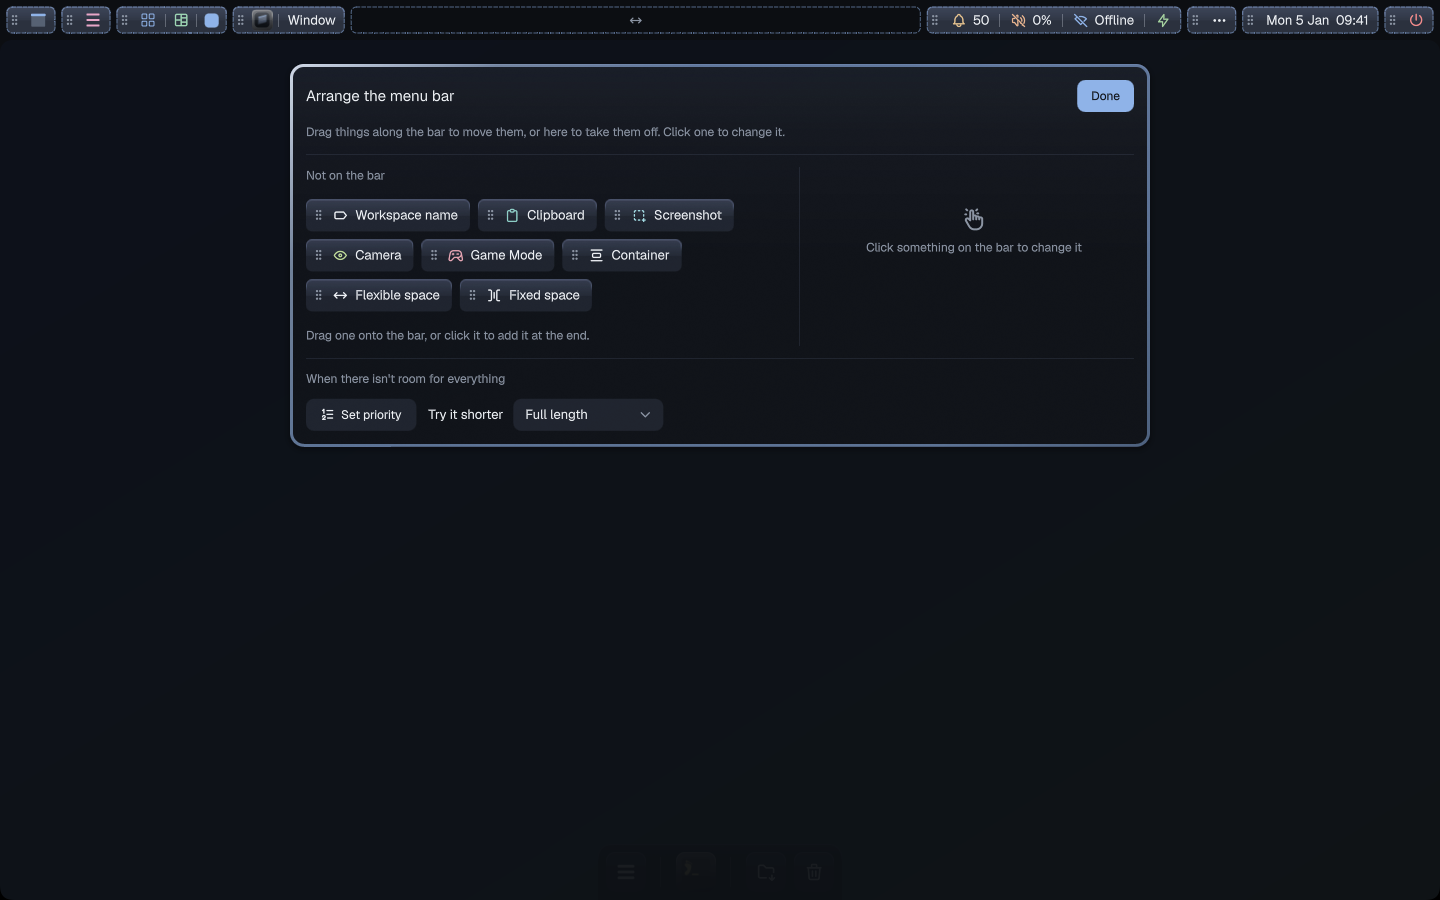 Window 50 0% Offline Mon 5 Jan 09:41
Arrange the menu bar
Done
Drag things along the bar to move them, or here to take them off. Click one to change it.
Not on the bar
Workspace name Clipboard Screenshot
Camera Game Mode Container
Flexible space Fixed space
Drag one onto the bar, or click it to add it at the end.
Click something on the bar to change it
When there isn't room for everything
Set priority Try it shorter Full length